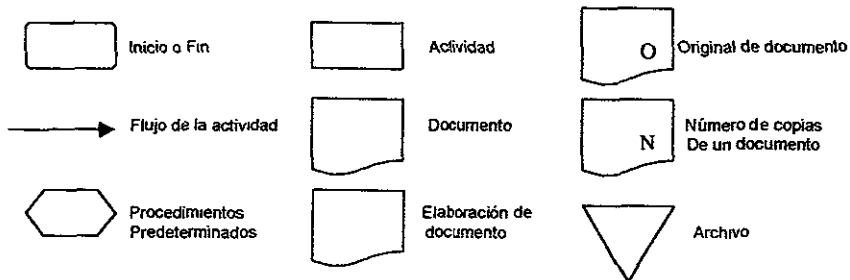 Inicio o Fin
Actividad
O
Original de documento
Flujo de la actividad
Documento
N
Número de copias
De un documento
Procedimientos
Predeterminados
Elaboración de
documento
Archivo